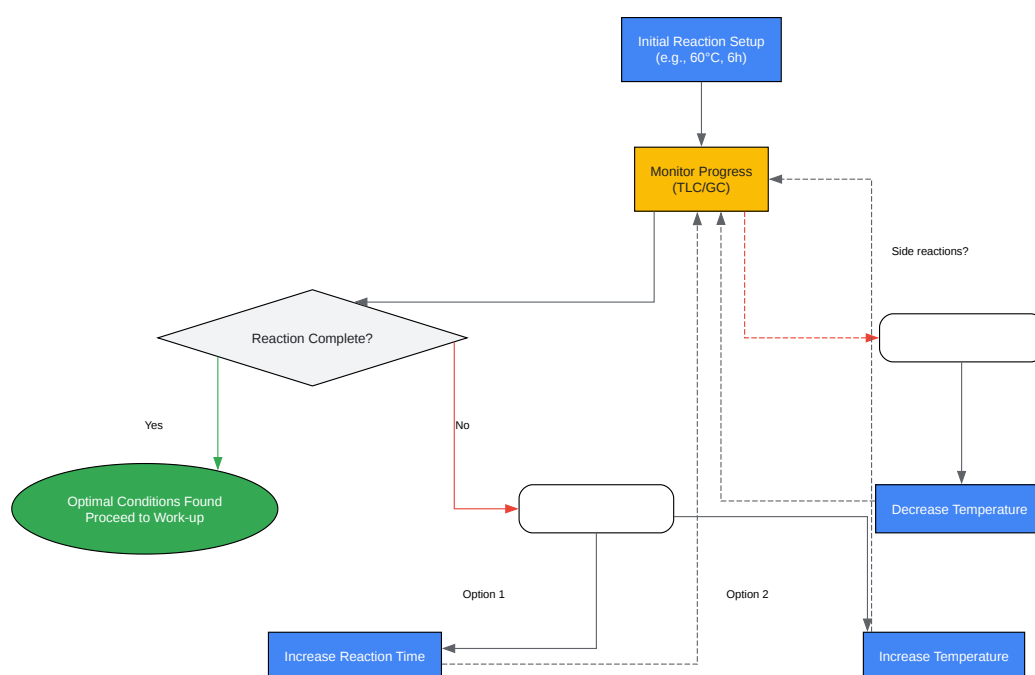 Initial Reaction Setup
(e.g., 60°C, 6h)
Monitor Progress
(TLC/GC)
Side reactions?
Reaction Complete?
Yes
No
Optimal Conditions Found
Proceed to Work-up
Decrease Temperature
Option 1
Option 2
Increase Reaction Time
Increase Temperature